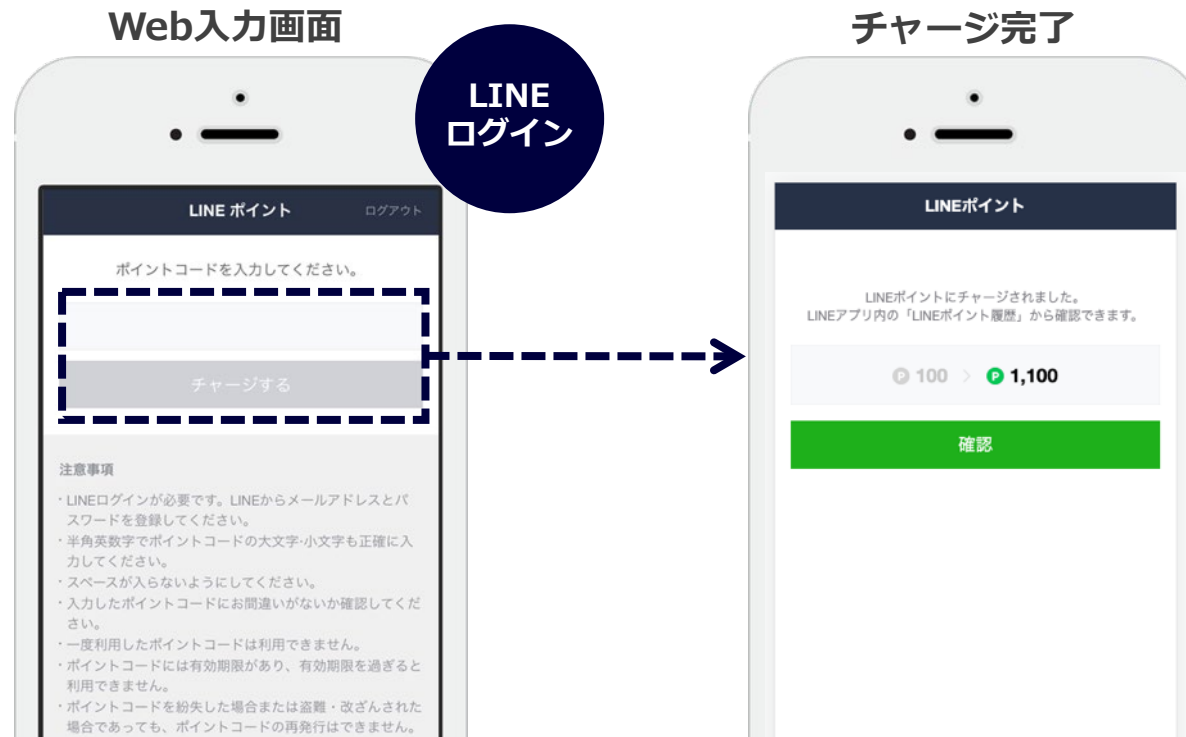 Web入力画面
LINE
ログイン
LINE ポイント
ログアウト
ポイントコードを入力してください。
チャージする
注意事項
・LINEログインが必要です。LINEからメールアドレスとパ
スワードを登録してください。
・半角英数字でポイントコードの大文字・小文字も正確に入
力してください。
・スペースが入らないようにしてください。
・入力したポイントコードにお間違いがないか確認してくだ
さい。
・一度利用したポイントコードは利用できません。
・ポイントコードには有効期限があり、有効期限を過ぎると
利用できません。
・ポイントコードを紛失した場合または盗難・改ざんされた
場合であっても、ポイントコードの再発行はできません。
チャージ完了
LINEポイント
LINEポイントにチャージされました。
LINEアプリ内の「LINEポイント履歴」から確認できます。
P 100 > P 1,100
確認